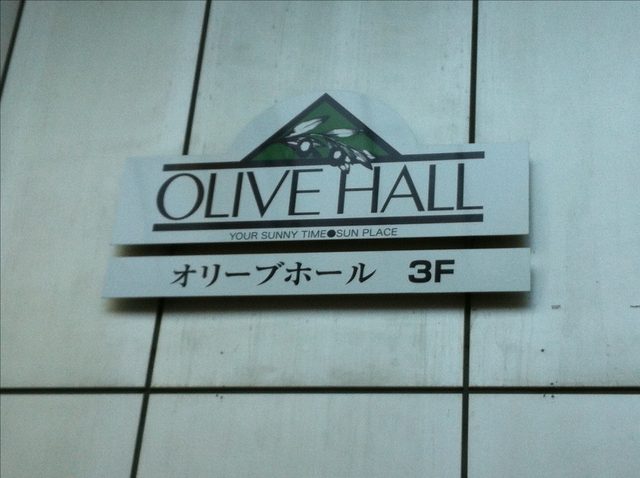 OLIVE HALL
YOUR SUNNY TIME●SUN PLACE
オリーブホール 3F